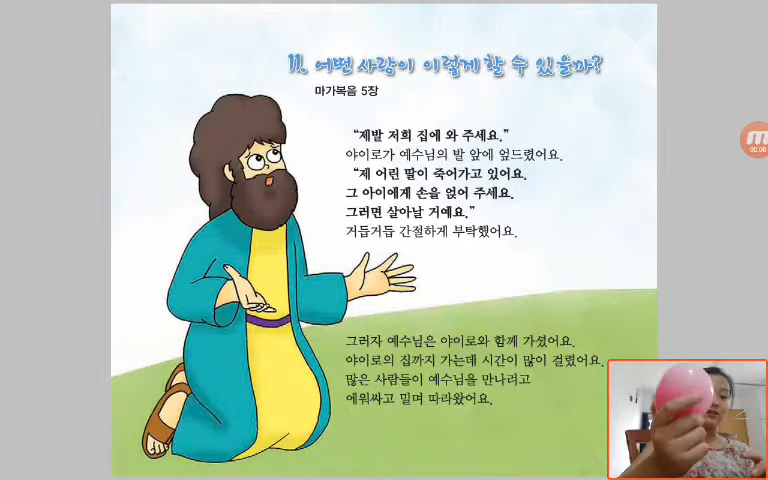 11. 어떤 사람이 이렇게 할 수 있을까?
마가복음 5장
“제발 저희 집에 와 주세요.”
야이로가 예수님의 발 앞에 엎드렸어요.
“제 어린 딸이 죽어가고 있어요.
그 아이에게 손을 얹어 주세요.
그러면 살아날 거예요.”
거듭거듭 간절하게 부탁했어요.
그러자 예수님은 야이로와 함께 가셨어요.
야이로의 집까지 가는데 시간이 많이 걸렸어요.
많은 사람들이 예수님을 만나려고
에워싸고 밀며 따라왔어요.
00:06